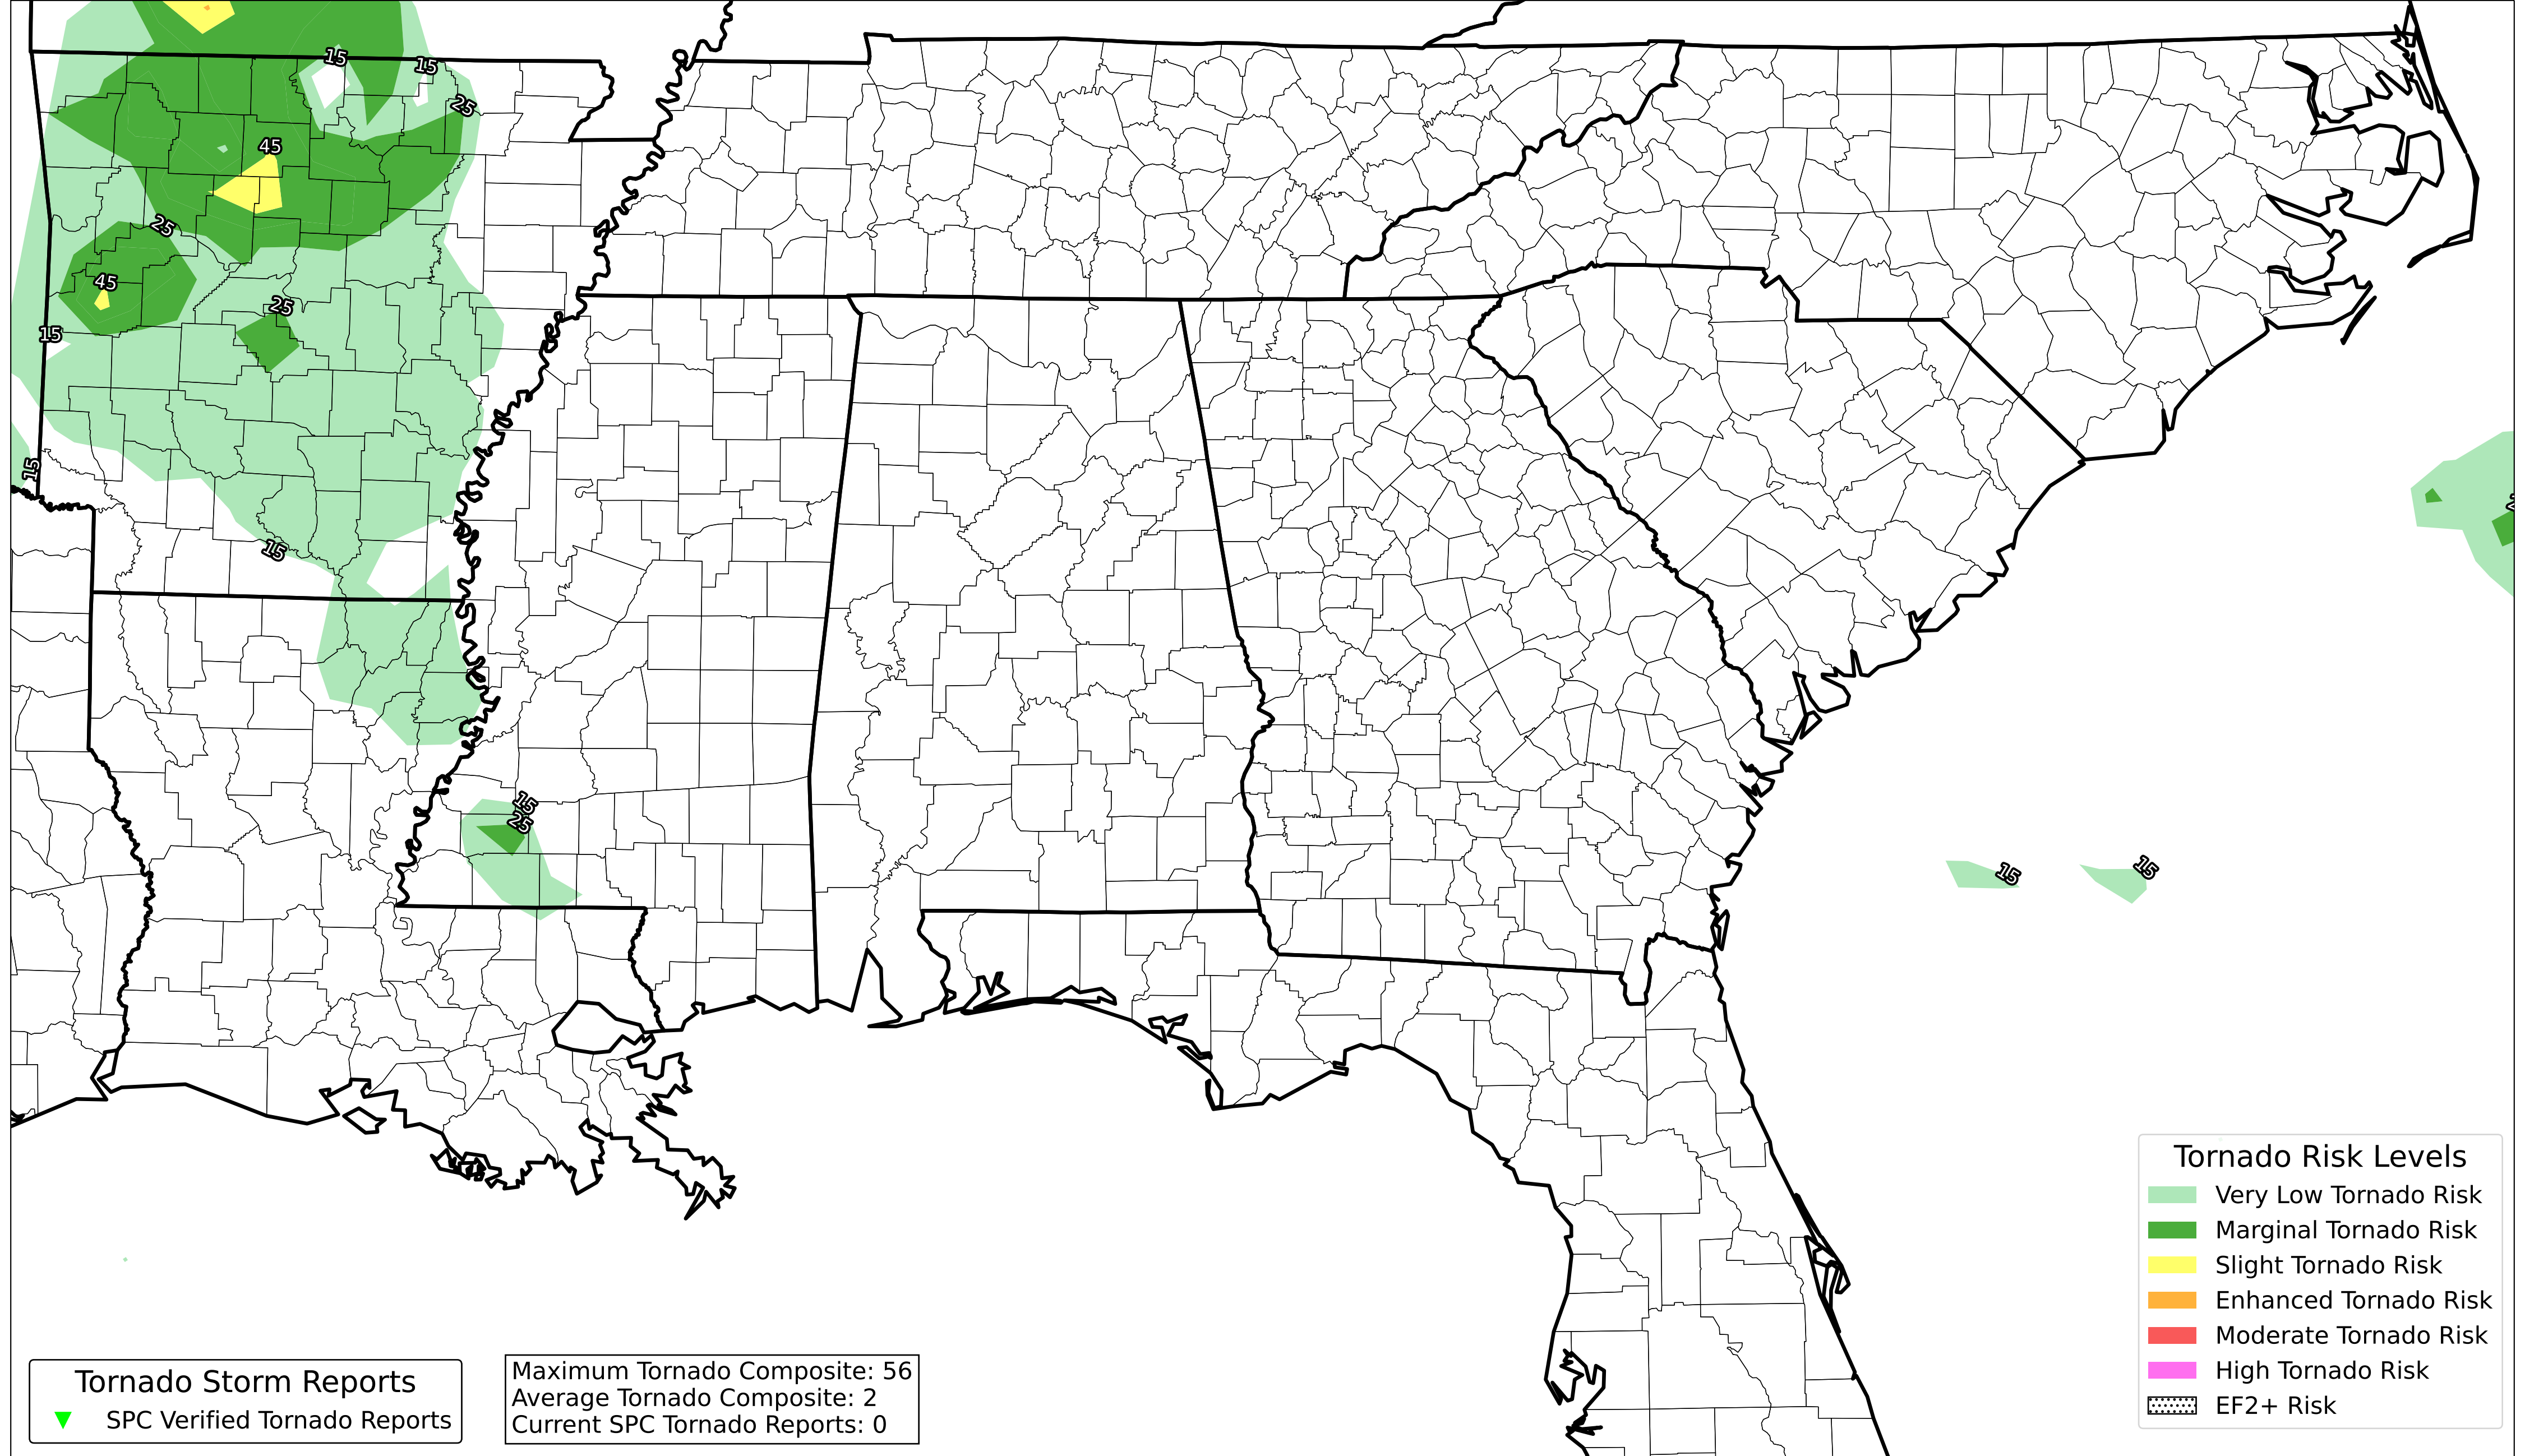 15
15
25
45
25
45
25
15
15
15
15
25
15
15
Tornado Risk Levels
Very Low Tornado Risk
Marginal Tornado Risk
Slight Tornado Risk
Enhanced Tornado Risk
Moderate Tornado Risk
High Tornado Risk
EF2+ Risk
Tornado Storm Reports
SPC Verified Tornado Reports
Maximum Tornado Composite: 56
Average Tornado Composite: 2
Current SPC Tornado Reports: 0